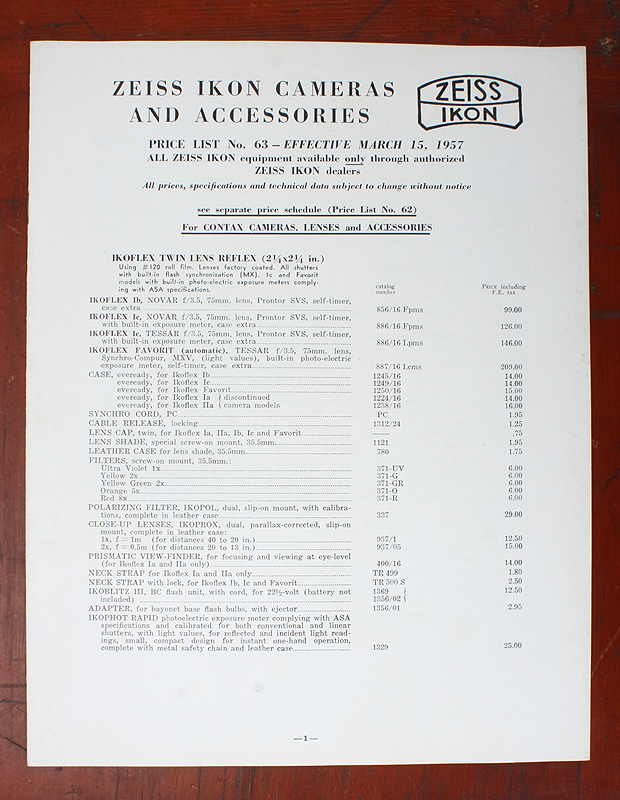 ZEISS IKON CAMERAS
AND ACCESSORIES
ZEISS
IKON
PRICE LIST No. 63 – EFFECTIVE MARCH 15, 1957
ALL ZEISS IKON equipment available only through authorized
ZEISS IKON dealers
All prices, specifications and technical data subject to change without notice
see separate price schedule (Price List No. 62)
For CONTAX CAMERAS, LENSES and ACCESSORIES
IKOFLEX TWIN LENS REFLEX (2¼x2¼ in.)
Using #120 roll film. Lenses factory coated. All shutters
with built-in flash synchronization (MX). Ic and Favorit
models with built-in photo-electric exposure meters comply-
ing with ASA specifications.
catalog number
PRICE including F.E. tax
IKOFLEX Ib, NOVAR f/3.5, 75mm. lens, Prontor SVS, self-timer,
case extra 856/16 Fpms 99.00
IKOFLEX Ic, NOVAR f/3.5, 75mm. lens, Prontor SVS, self-timer,
with built-in exposure meter, case extra 886/16 Fpms 126.00
IKOFLEX Ic, TESSAR f/3.5, 75mm. lens, Prontor SVS, self-timer,
with built-in exposure meter, case extra 886/16 Lpms 146.00
IKOFLEX FAVORIT (automatic), TESSAR f/3.5, 75mm. lens,
Synchro-Compur, MXV, (light values), built-in photo-electric
exposure meter, self-timer, case extra 887/16 Lcms 209.00
CASE, eveready, for Ikoflex Ib 1245/16 14.00
eveready, for Ikoflex Ic 1249/16 14.00
eveready, for Ikoflex Favorit 1250/16 15.00
eveready, for Ikoflex Ia } discontinued 1224/16 14.00
eveready, for Ikoflex IIa } camera models 1238/16 16.00
SYNCHRO CORD, PC PC 1.95
CABLE RELEASE, locking 1312/24 1.25
LENS CAP, twin, for Ikoflex Ia, IIa, Ib, Ic and Favorit .75
LENS SHADE, special screw-on mount, 35.5mm. 1121 1.95
LEATHER CASE for lens shade, 35.5mm. 780 1.75
FILTERS, screw-on mount, 35.5mm.:
Ultra Violet 1x 371-UV 6.00
Yellow 2x 371-G 6.00
Yellow Green 2x 371-GR 6.00
Orange 5x 371-O 6.00
Red 8x 371-R 6.00
POLARIZING FILTER, IKOPOL, dual, slip-on mount, with calibra-
tions, complete in leather case 337 29.00
CLOSE-UP LENSES, IKOPROX, dual, parallax-corrected, slip-on
mount, complete in leather case:
1x, f = 1m (for distances 40 to 20 in.) 937/1 12.50
2x, f = 0.5m (for distances 20 to 13 in.) 937/05 15.00
PRISMATIC VIEW-FINDER, for focusing and viewing at eye-level
(for Ikoflex Ia and IIa only) 400/16 14.00
NECK STRAP for Ikoflex Ia and IIa only TR 499 1.80
NECK STRAP with lock, for Ikoflex Ib, Ic and Favorit TR 500 S 2.50
IKOBLITZ III, BC flash unit, with cord, for 22½-volt (battery not 1369 } 12.50
included) 1356/02 }
ADAPTER, for bayonet base flash bulbs, with ejector 1356/01 2.95
IKOPHOT RAPID photoelectric exposure meter complying with ASA
specifications and calibrated for both conventional and linear
shutters, with light values, for reflected and incident light read-
ings, small, compact design for instant one-hand operation,
complete with metal safety chain and leather case 1329 25.00
—1—